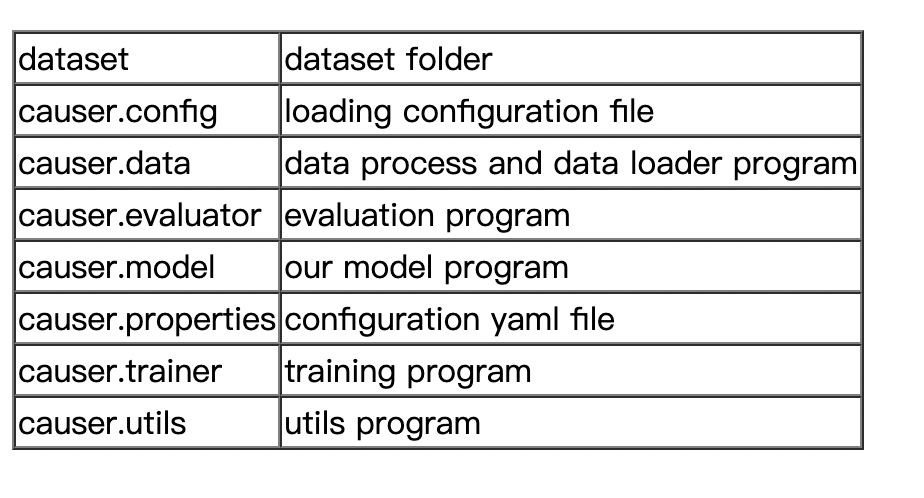 dataset dataset folder
causer.config loading configuration file
causer.data data process and data loader program
causer.evaluator evaluation program
causer.model our model program
causer.properties configuration yaml file
causer.trainer training program
causer.utils utils program